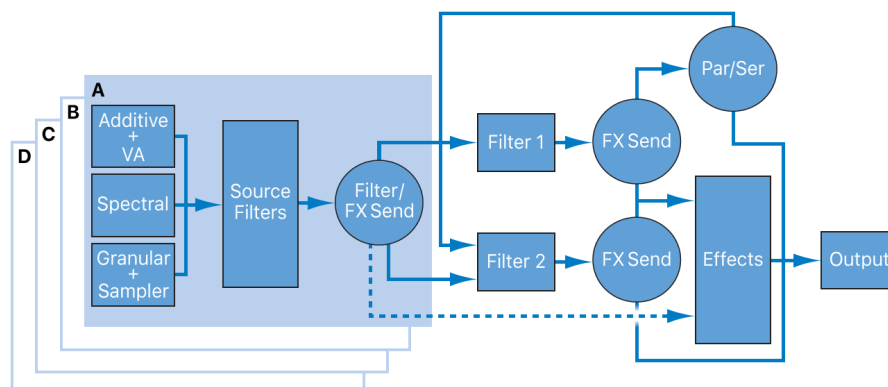 A
B
C
D
Additive
+
VA
Spectral
Granular
+
Sampler
Source
Filters
Filter/
FX Send
Filter 1
FX Send
Par/Ser
Filter 2
FX Send
Effects
Output